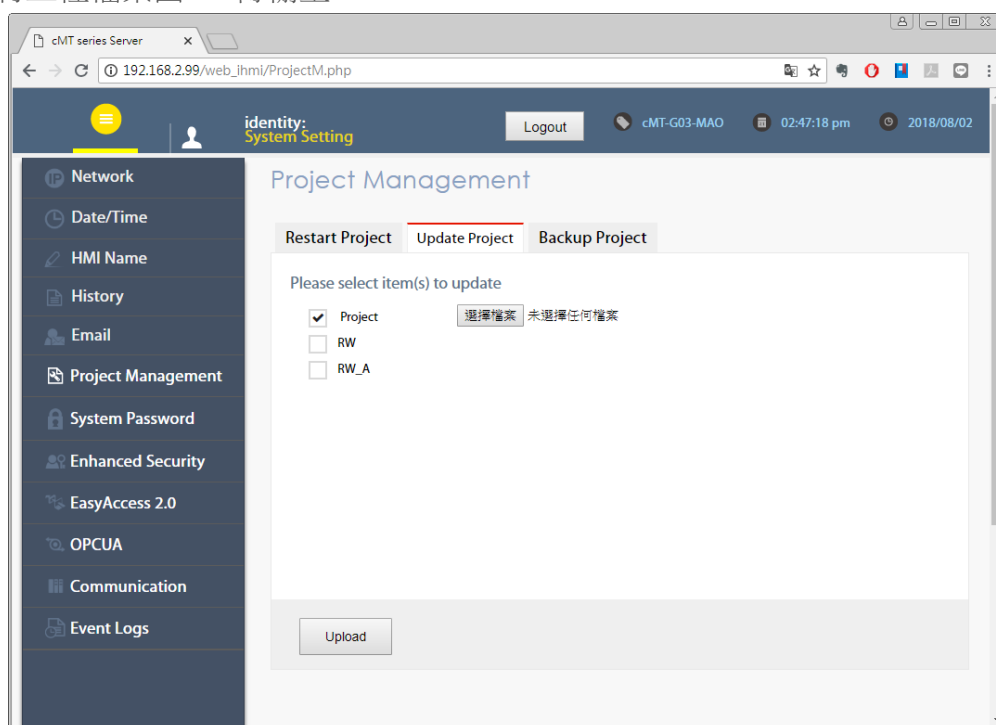 cMT series Server
192.168.2.99/web_ihmi/ProjectM.php
identity:
System Setting
Logout
cMT-G03-MAO
02:47:18 pm
2018/08/02
Network
Date/Time
HMI Name
History
Email
Project Management
System Password
Enhanced Security
EasyAccess 2.0
OPCUA
Communication
Event Logs
Project Management
Restart Project Update Project Backup Project
Please select item(s) to update
Project 選擇檔案 未選擇任何檔案
RW
RW_A
Upload